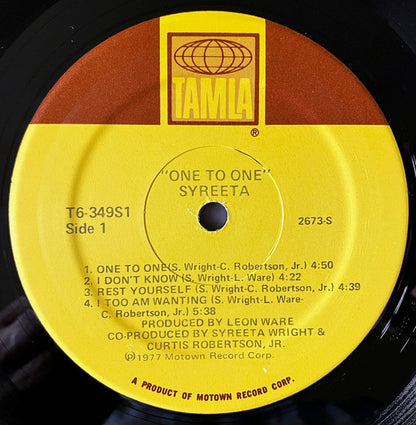 TAMLA
®
"ONE TO ONE"
SYREETA
T6-349S1
Side 1
2673-S
1. ONE TO ONE(S. Wright-C. Robertson, Jr.) 4:50
2. I DON'T KNOW (S. Wright-L. Ware) 4:22
3. REST YOURSELF (S. Wright-C. Robertson, Jr.) 4:39
4. I TOO AM WANTING (S. Wright-L. Ware-
C. Robertson, Jr.) 5:38
PRODUCED BY LEON WARE
CO-PRODUCED BY SYREETA WRIGHT &
CURTIS ROBERTSON, JR.
℗1977 Motown Record Corp.
A PRODUCT OF MOTOWN RECORD CORP.